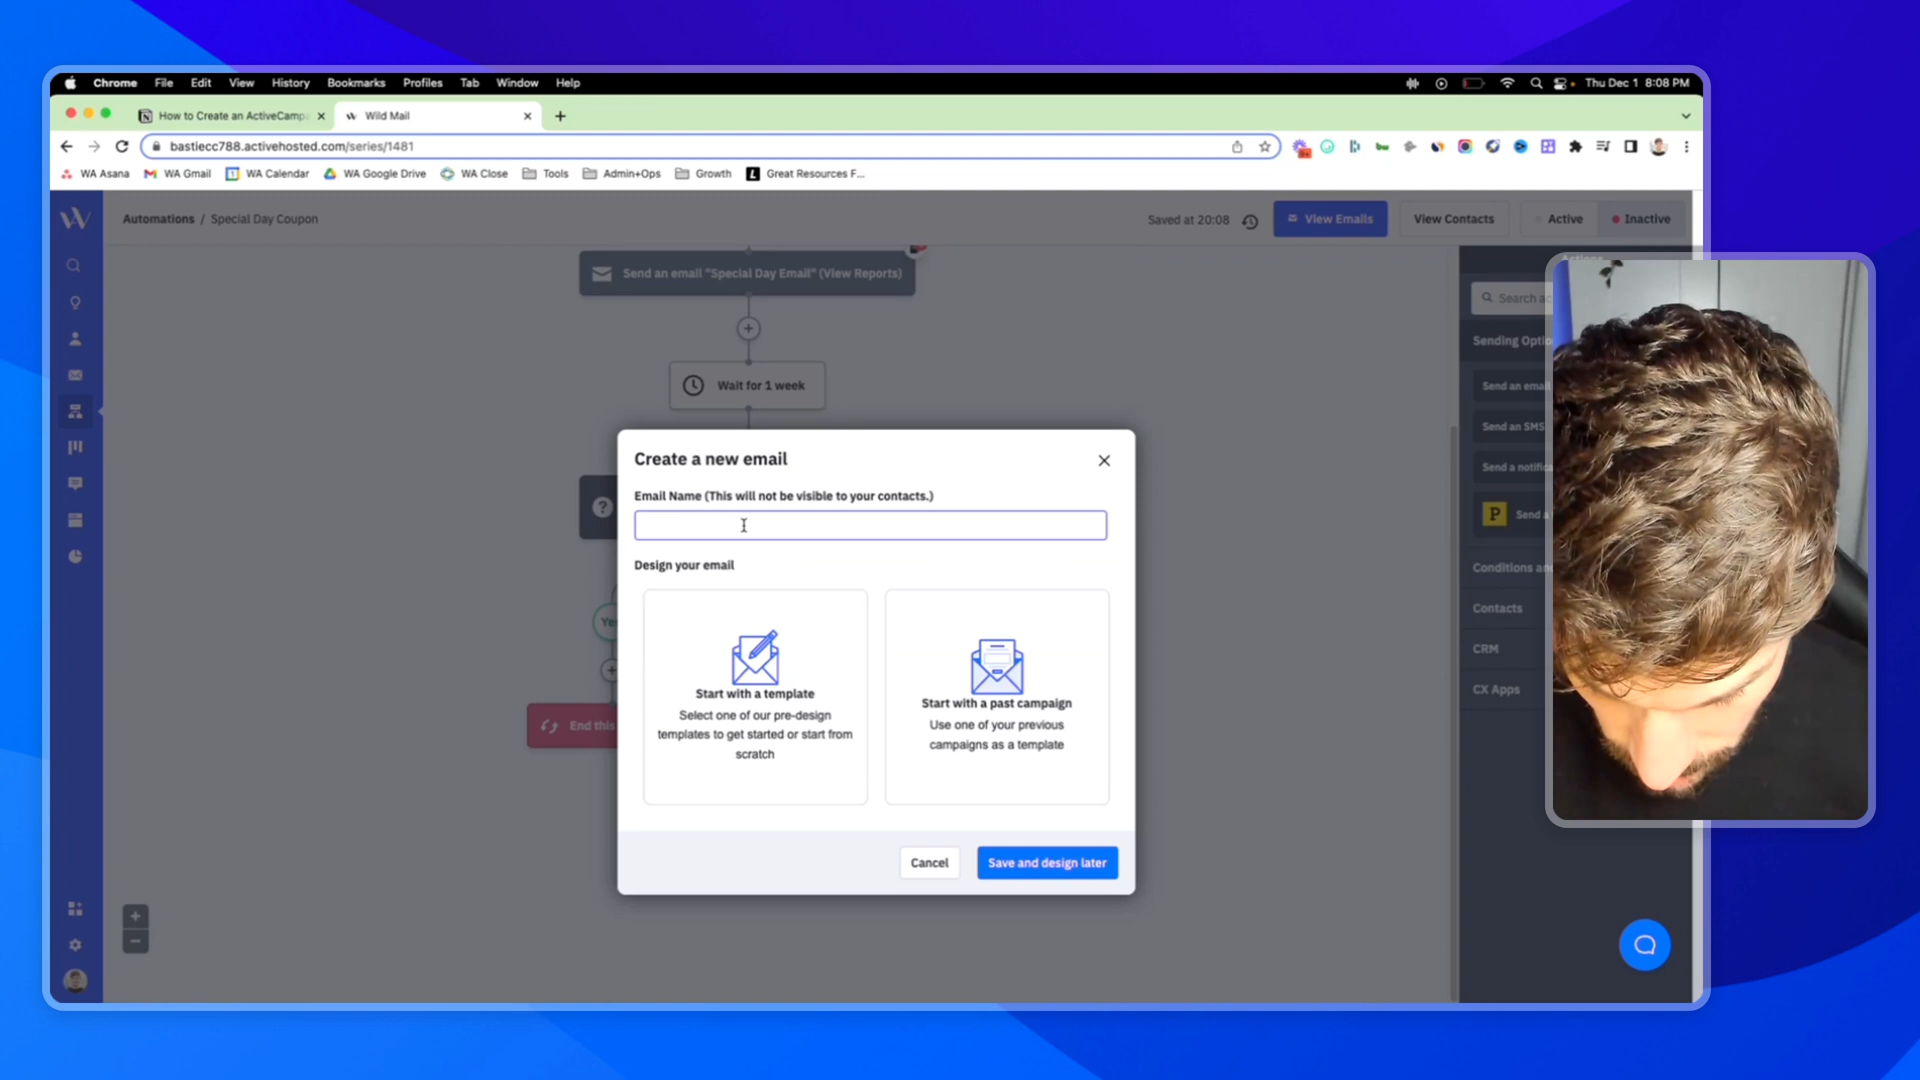 Chrome File Edit View History Bookmarks Profiles Tab Window Help
Thu Dec 1 8:08 PM
How to Create an ActiveCamp
Wild Mail
bastiecc788.activehosted.com/series/1481
WA Asana WA Gmail WA Calendar WA Google Drive WA Close Tools Admin+Ops Growth Great Resources F...
Automations / Special Day Coupon
Saved at 20:08
View Emails
View Contacts
Active
Inactive
Send an email "Special Day Email" (View Reports)
Wait for 1 week
Search
Sending
Send an email
Send an SMS
Send a
P Send a
Conditions
Contacts
CRM
CX Apps
Create a new email
Email Name (This will not be visible to your contacts.)
Design your email
Start with a template
Select one of our pre-design
templates to get started or start from
scratch
Start with a past campaign
Use one of your previous
campaigns as a template
End this
Cancel
Save and design later